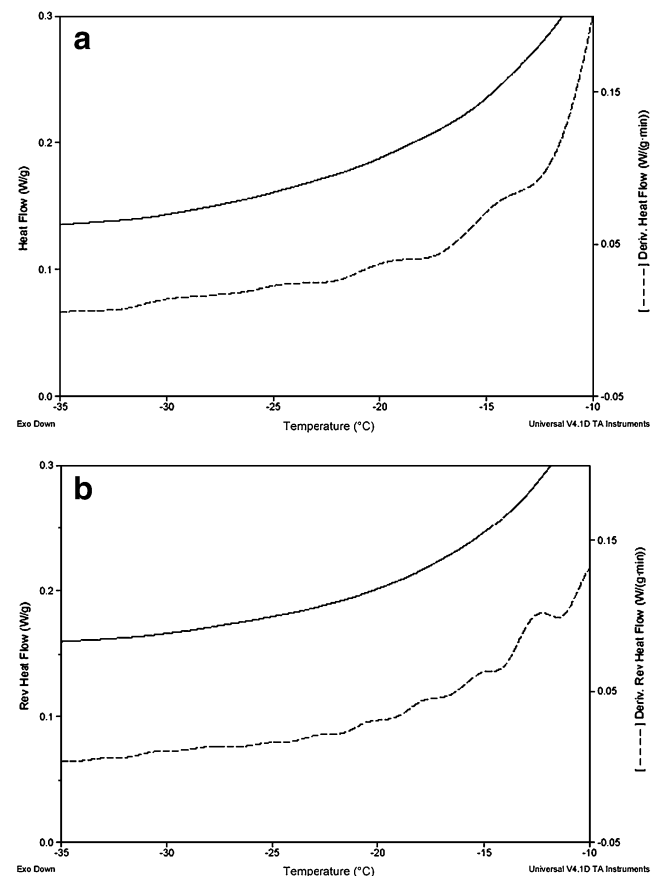 a
0.3
0.2
0.1
0.0
Heat Flow (W/g)
0.15
0.05
-0.05
[−−−−] Deriv. Heat Flow (W/(g·min))
-35
-30
-25
-20
-15
-10
Exo Down
Temperature (°C)
Universal V4.1D TA Instruments
b
0.3
0.2
0.1
0.0
Rev Heat Flow (W/g)
0.15
0.05
-0.05
[−−−−] Deriv. Rev Heat Flow (W/(g·min))
-35
-30
-25
-20
-15
-10
Exo Down
Temperature (°C)
Universal V4.1D TA Instruments